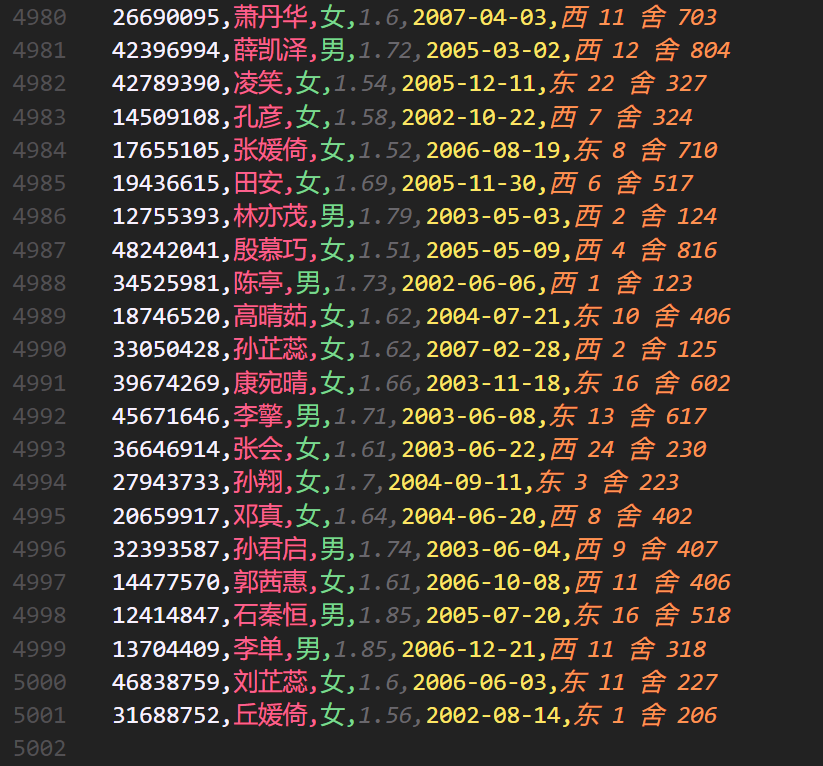 4980 26690095,萧丹华,女,1.6,2007-04-03,西 11 舍 703
4981 42396994,薛凯泽,男,1.72,2005-03-02,西 12 舍 804
4982 42789390,凌笑,女,1.54,2005-12-11,东 22 舍 327
4983 14509108,孔彦,女,1.58,2002-10-22,西 7 舍 324
4984 17655105,张媛倚,女,1.52,2006-08-19,东 8 舍 710
4985 19436615,田安,女,1.69,2005-11-30,西 6 舍 517
4986 12755393,林亦茂,男,1.79,2003-05-03,西 2 舍 124
4987 48242041,殷慕巧,女,1.51,2005-05-09,西 4 舍 816
4988 34525981,陈亭,男,1.73,2002-06-06,西 1 舍 123
4989 18746520,高晴茹,女,1.62,2004-07-21,东 10 舍 406
4990 33050428,孙芷蕊,女,1.62,2007-02-28,西 2 舍 125
4991 39674269,康宛晴,女,1.66,2003-11-18,东 16 舍 602
4992 45671646,李擎,男,1.71,2003-06-08,东 13 舍 617
4993 36646914,张会,女,1.61,2003-06-22,西 24 舍 230
4994 27943733,孙翔,女,1.7,2004-09-11,东 3 舍 223
4995 20659917,邓真,女,1.64,2004-06-20,西 8 舍 402
4996 32393587,孙君启,男,1.74,2003-06-04,西 9 舍 407
4997 14477570,郭茜惠,女,1.61,2006-10-08,西 11 舍 406
4998 12414847,石秦恒,男,1.85,2005-07-20,东 16 舍 518
4999 13704409,李单,男,1.85,2006-12-21,西 11 舍 318
5000 46838759,刘芷蕊,女,1.6,2006-06-03,东 11 舍 227
5001 31688752,丘媛倚,女,1.56,2002-08-14,东 1 舍 206
5002